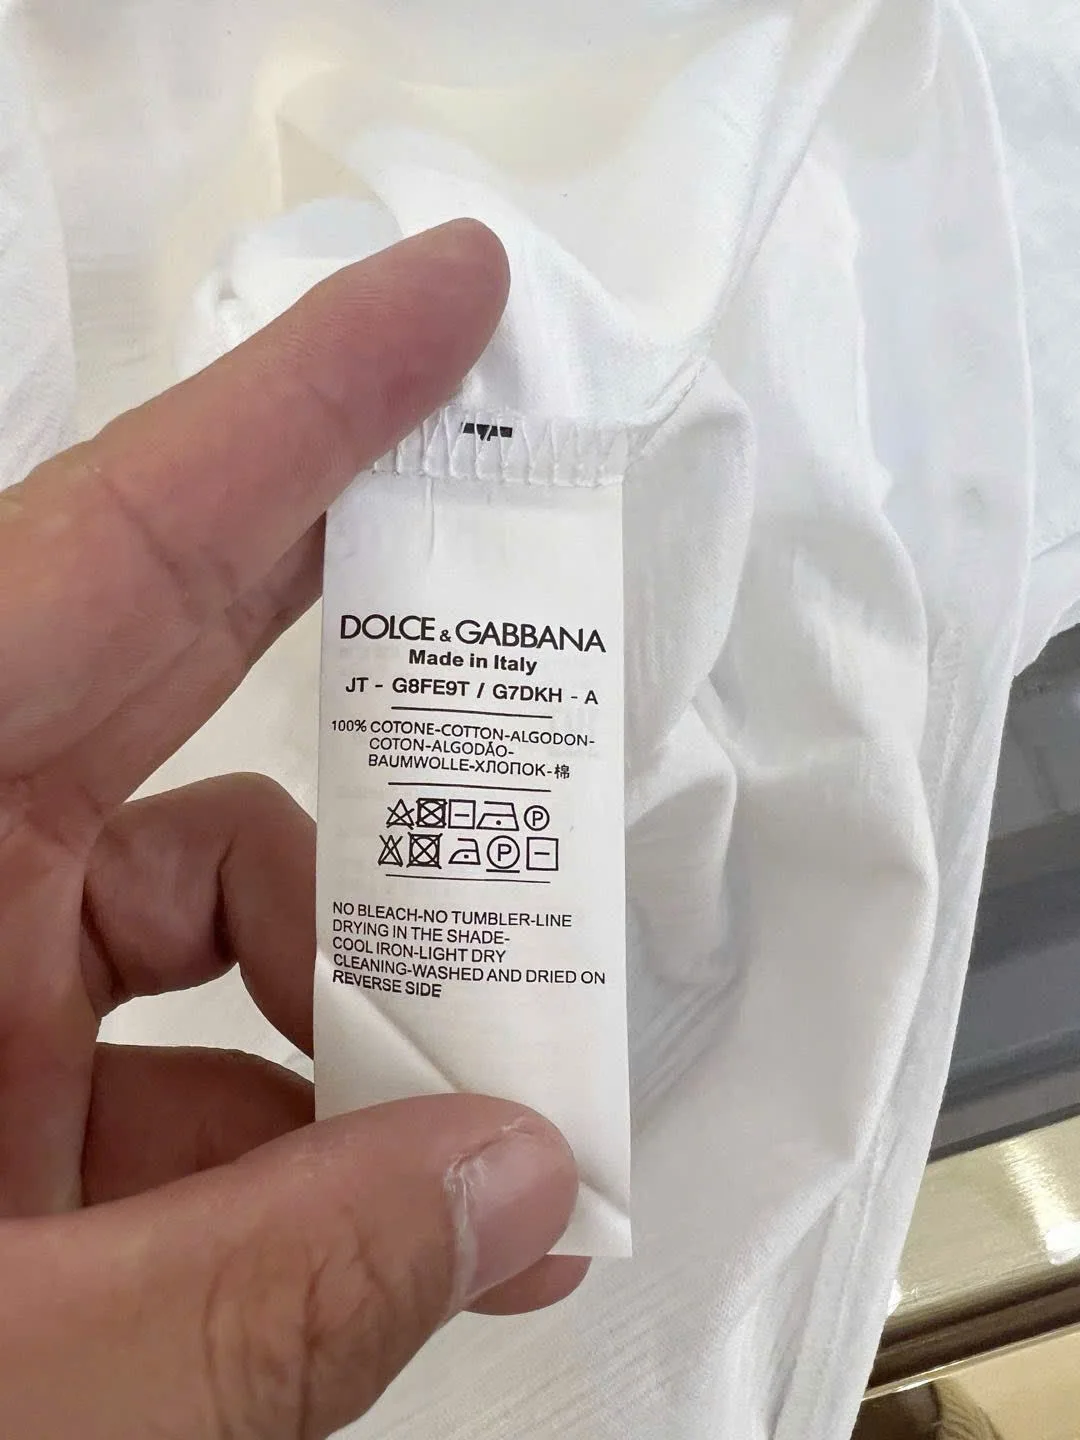 DOLCE & GABBANA
Made in Italy
JT - G8FE9T / G7DKH - A
100% COTONE-COTTON-ALGODON-
COTON-ALGODÃO-
BAUMWOLLE-ХЛОПОК-棉
P
P
NO BLEACH-NO TUMBLER-LINE
DRYING IN THE SHADE-
COOL IRON-LIGHT DRY
CLEANING-WASHED AND DRIED ON
REVERSE SIDE